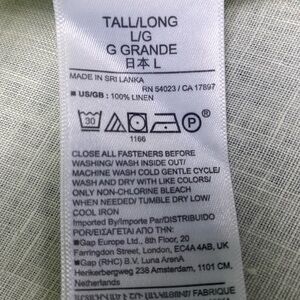 TALL/LONG
L/G
G GRANDE
日本 L
MADE IN SRI LANKA
RN 54023 / CA 17897
■ US/GB : 100% LINEN
30
P
1166
CLOSE ALL FASTENERS BEFORE
WASHING/ WASH INSIDE OUT/
MACHINE WASH COLD GENTLE CYCLE/
WASH AND DRY WITH LIKE COLORS/
ONLY NON-CHLORINE BLEACH
WHEN NEEDED/ TUMBLE DRY LOW/
COOL IRON
Imported By/Importe Par/DISTRIBUIDO
POR/ΕΙΣΑΓΕΤΑΙ ΑΠΟ ΤΗΝ:
■Gap Europe Ltd., 8th Floor, 20
Farringdon Street, London, EC4A 4AB, UK
■Gap (RHC) B.V. Luna ArenA
Herikerbergweg 238 Amsterdam, 1101 CM,
Netherlands
FABRIQUE